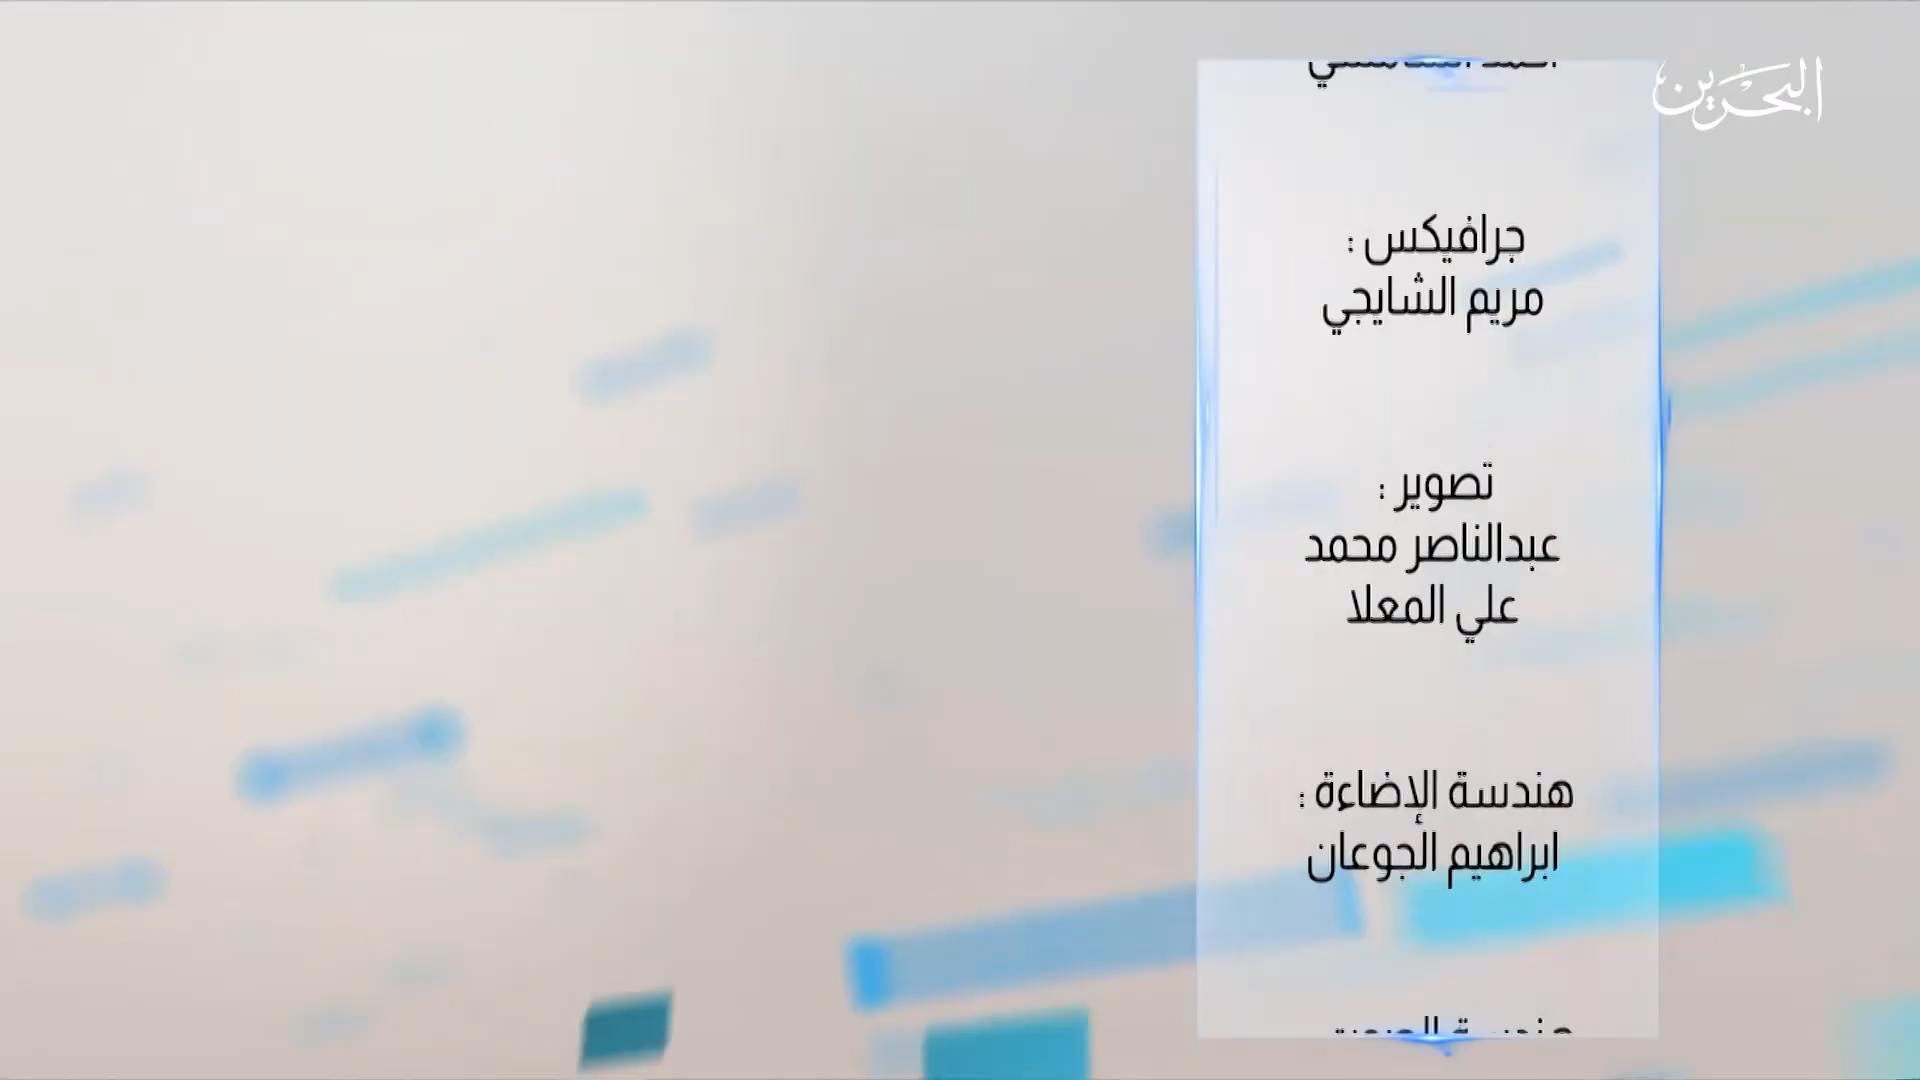 البحرين
جرافيكس :
مريم الشايجي
تصوير :
عبدالناصر محمد
علي المعلا
هندسة الإضاءة :
ابراهيم الجوعان